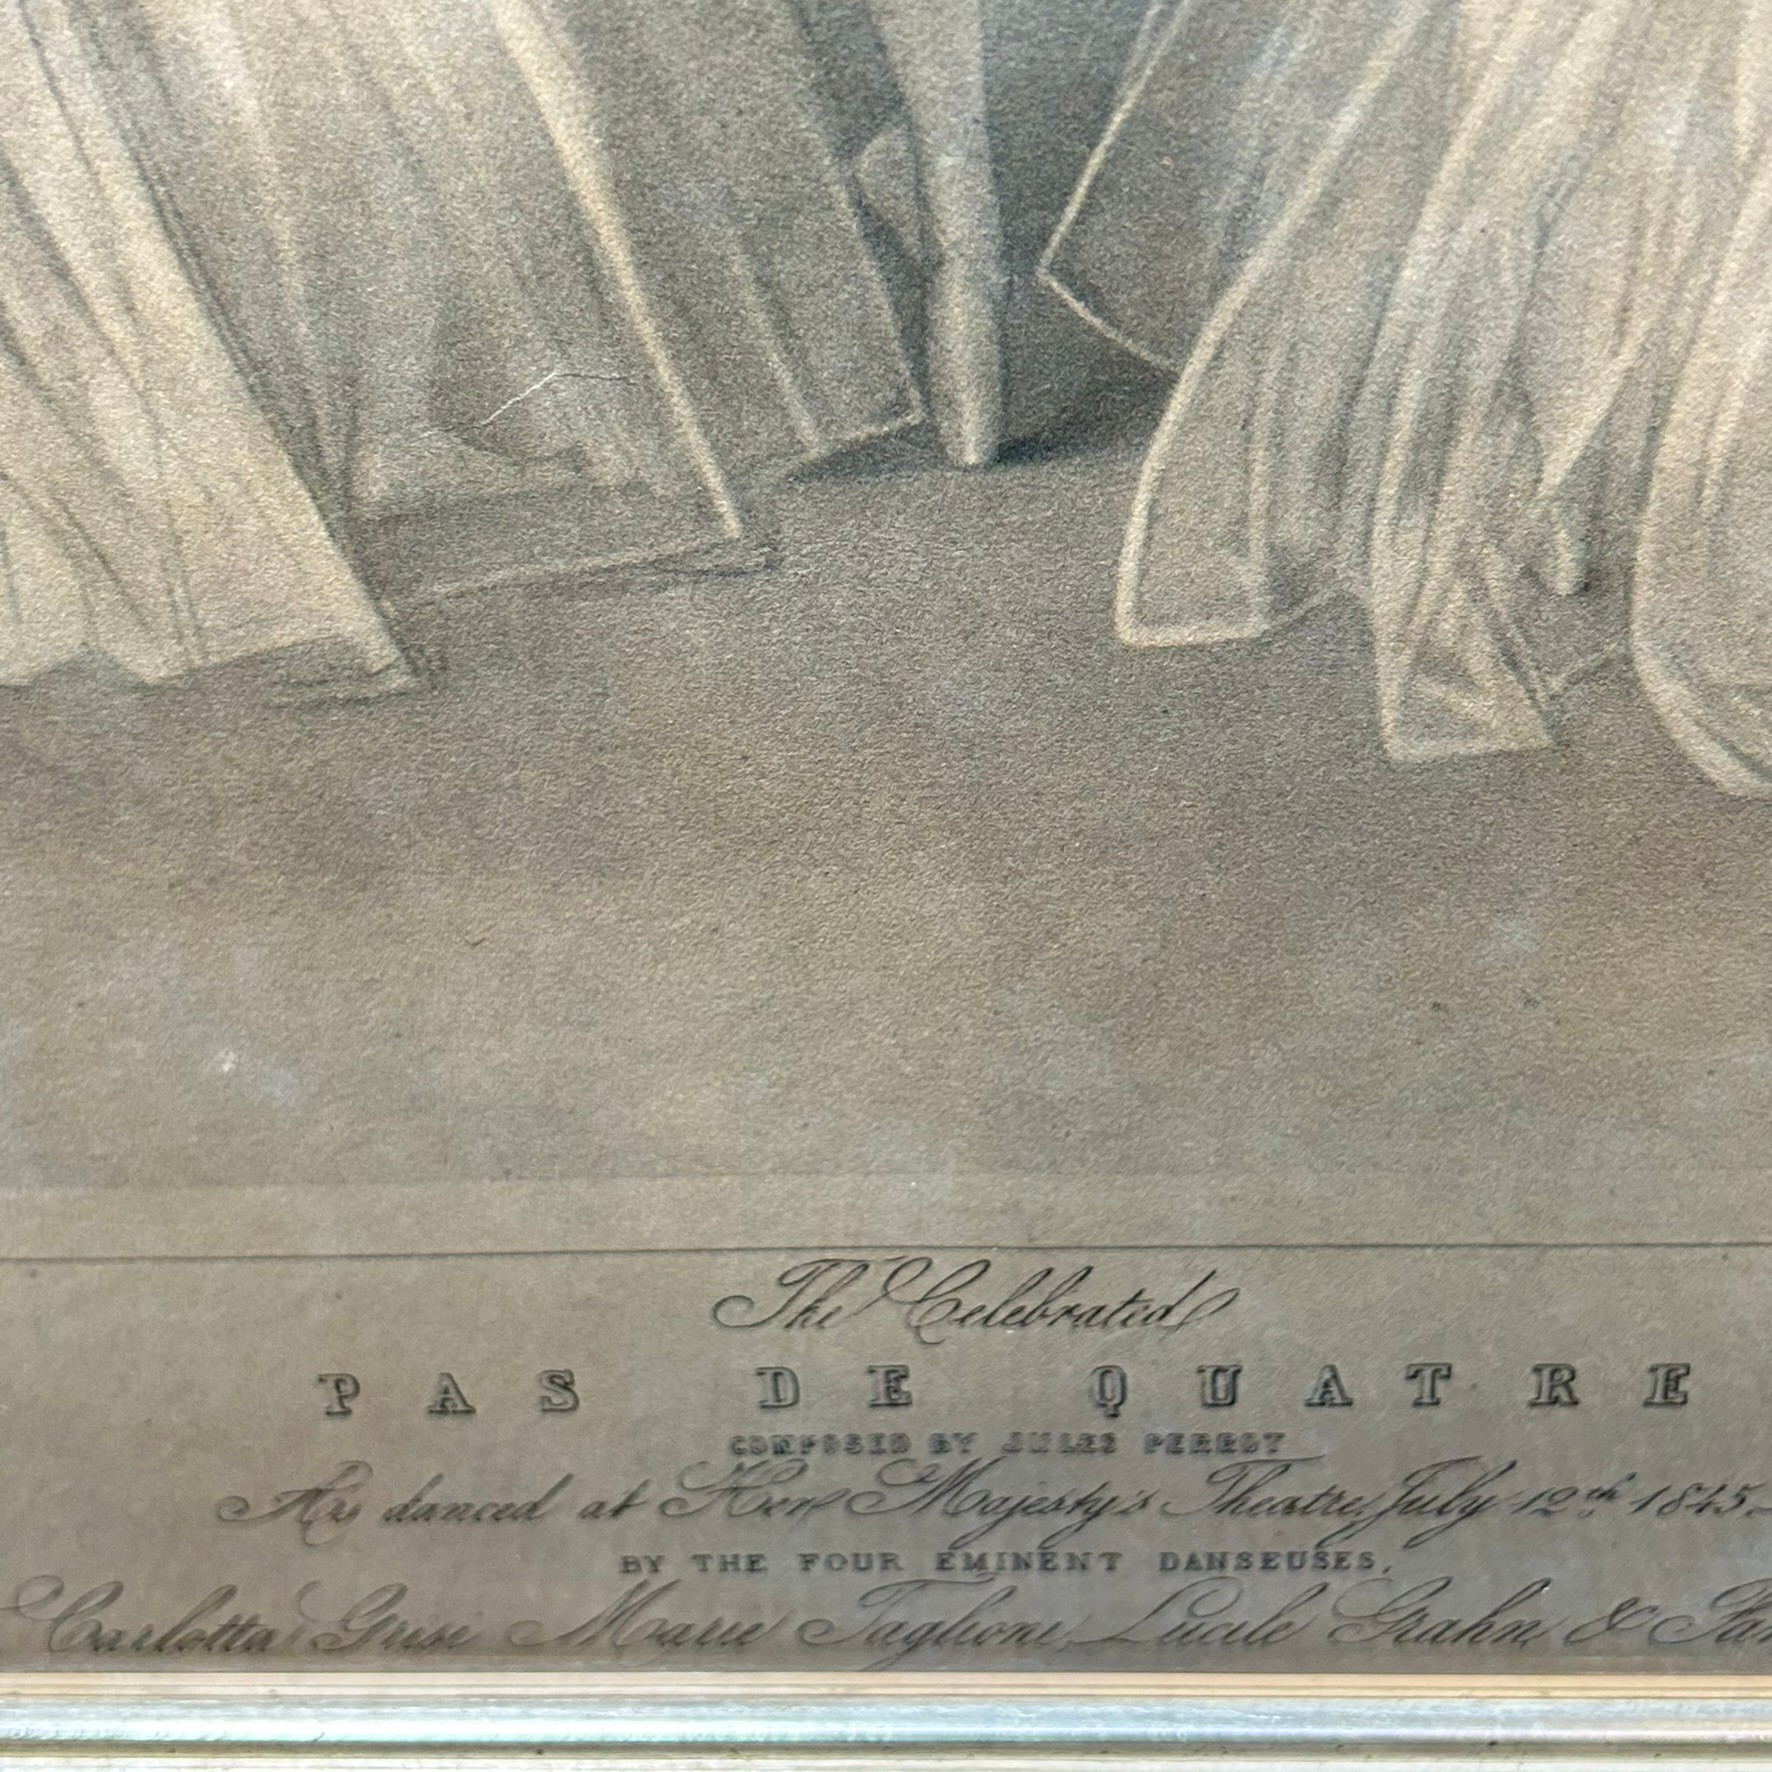 The Celebrated
PAS DE QUATRE
COMPOSED BY JULES PERROT
As danced at Her Majesty's Theatre, July 12th 1845.
BY THE FOUR EMINENT DANSEUSES,
Carlotta Grisi Marie Taglioni, Lucile Grahn, &